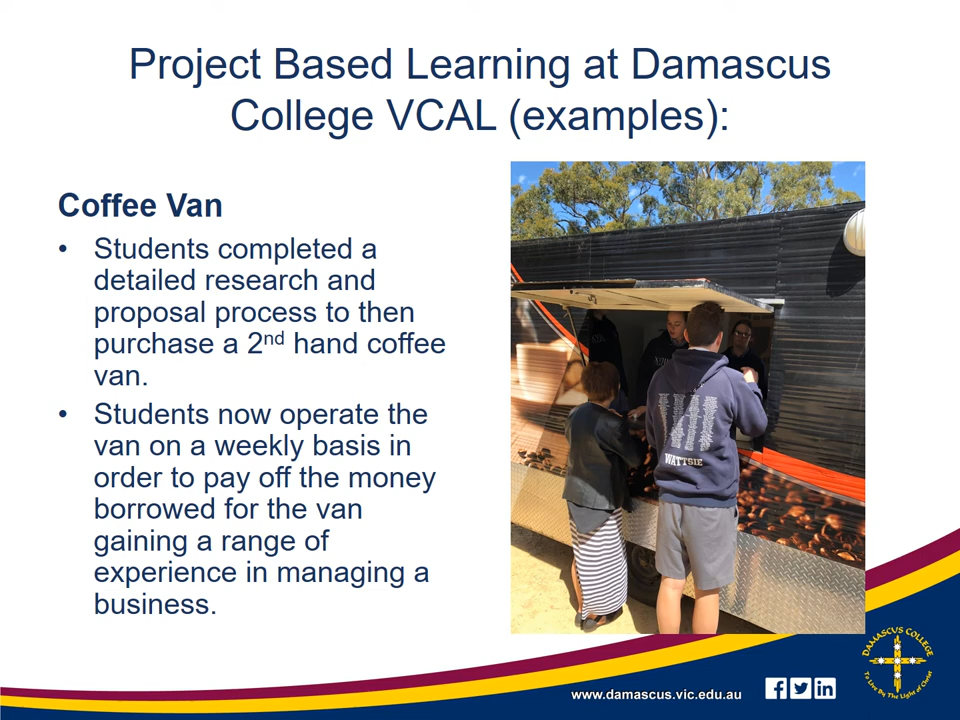 Project Based Learning at Damascus
College VCAL (examples):
Coffee Van
• Students completed a
detailed research and
proposal process to then
purchase a 2nd hand coffee
van.
• Students now operate the
van on a weekly basis in
order to pay off the money
borrowed for the van
gaining a range of
experience in managing a
business.
WATTSIE
www.damascus.vic.edu.au
DAMASCUS COLLEGE
To Live By The Light of Christ